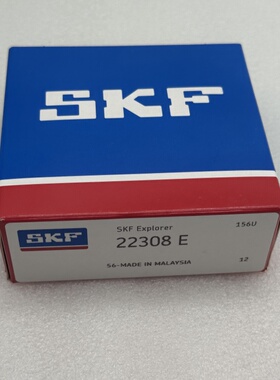 SKF
SKF
SKF Explorer
156U
22308 E
56-MADE IN MALAYSIA
12